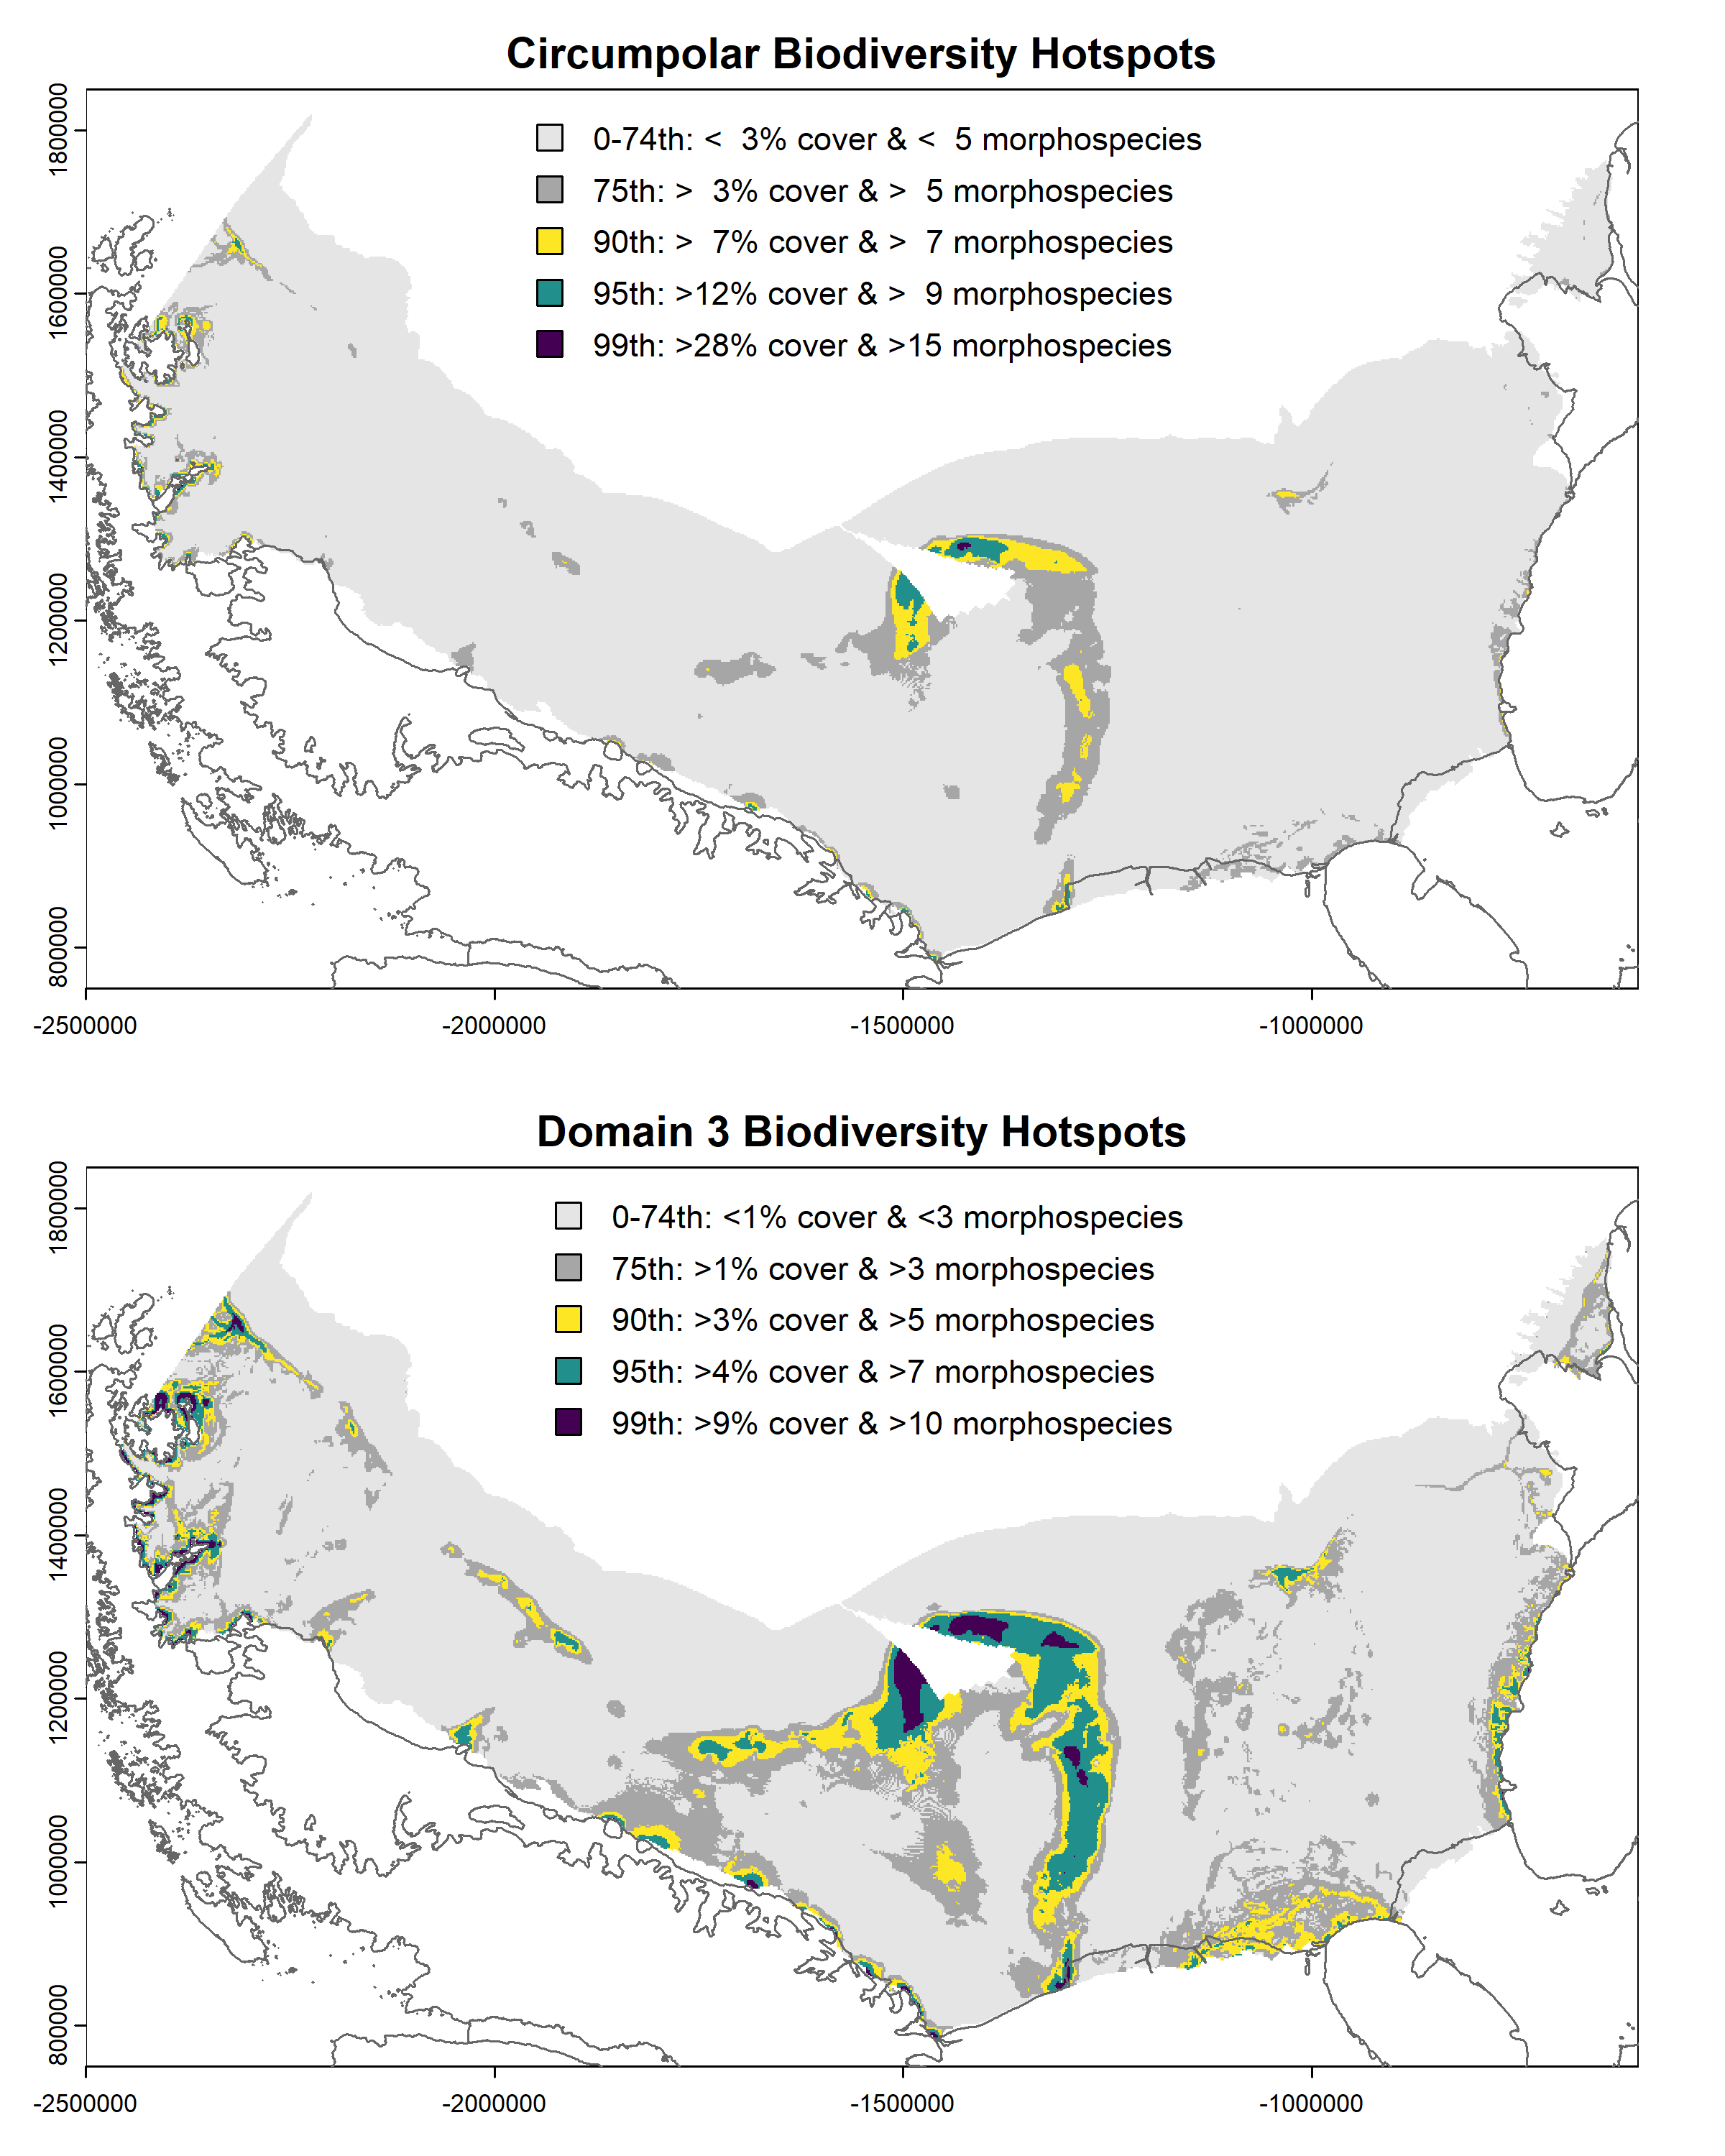 Circumpolar Biodiversity Hotspots
0-74th: < 3% cover & < 5 morphospecies
75th: > 3% cover & > 5 morphospecies
90th: > 7% cover & > 7 morphospecies
95th: >12% cover & > 9 morphospecies
99th: >28% cover & >15 morphospecies
1800000
1600000
1400000
1200000
1000000
800000
-2500000 -2000000 -1500000 -1000000
Domain 3 Biodiversity Hotspots
0-74th: <1% cover & <3 morphospecies
75th: >1% cover & >3 morphospecies
90th: >3% cover & >5 morphospecies
95th: >4% cover & >7 morphospecies
99th: >9% cover & >10 morphospecies
1800000
1600000
1400000
1200000
1000000
800000
-2500000 -2000000 -1500000 -1000000